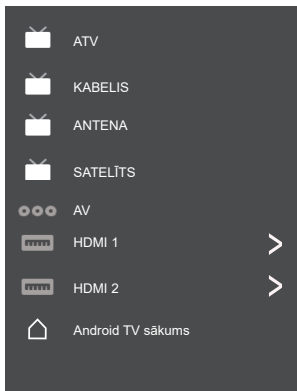 ATV
KABELIS
ANTENA
SATELĪTS
AV
HDMI 1
HDMI 2
Android TV sākums